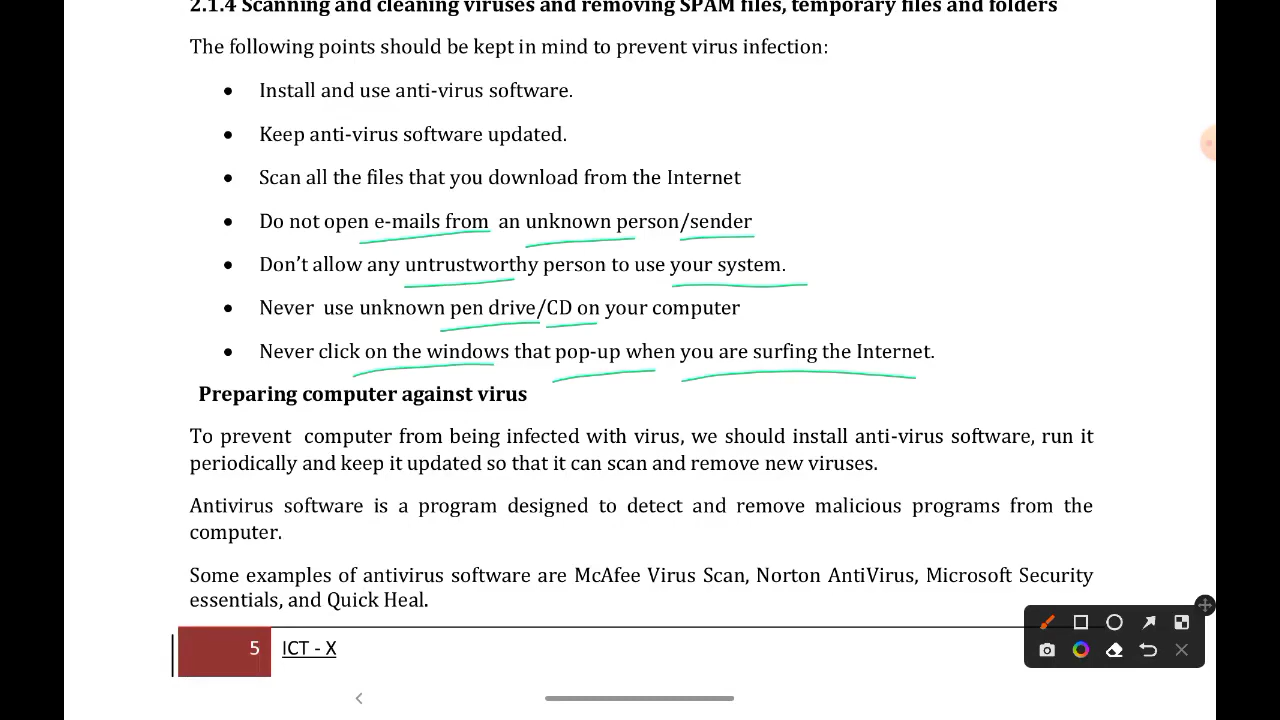 2.1.4 Scanning and cleaning viruses and removing SPAM files, temporary files and folders
The following points should be kept in mind to prevent virus infection:
• Install and use anti-virus software.
• Keep anti-virus software updated.
• Scan all the files that you download from the Internet
• Do not open e-mails from an unknown person/sender
• Don't allow any untrustworthy person to use your system.
• Never use unknown pen drive/CD on your computer
• Never click on the windows that pop-up when you are surfing the Internet.
Preparing computer against virus
To prevent computer from being infected with virus, we should install anti-virus software, run it
periodically and keep it updated so that it can scan and remove new viruses.
Antivirus software is a program designed to detect and remove malicious programs from the
computer.
Some examples of antivirus software are McAfee Virus Scan, Norton AntiVirus, Microsoft Security
essentials, and Quick Heal.
5 ICT - X